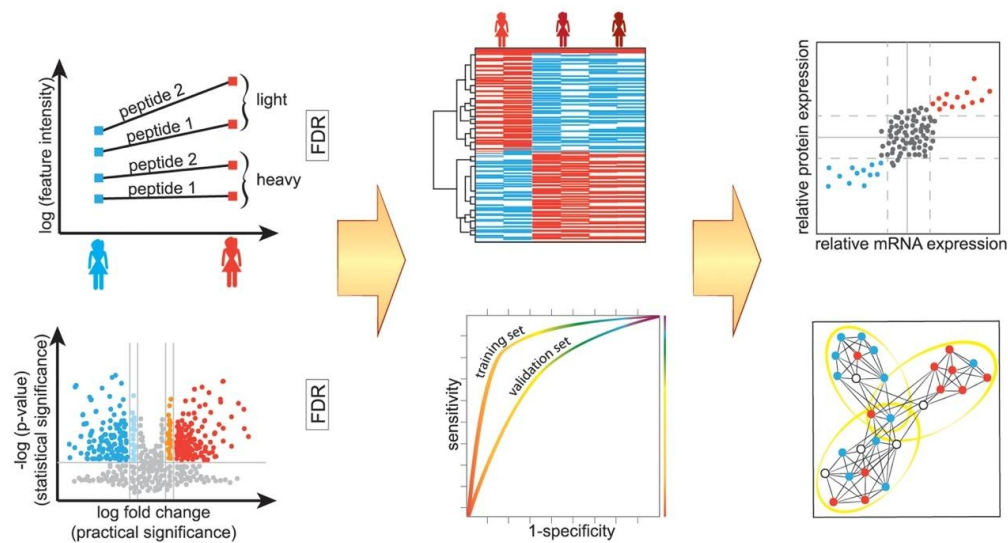 log (feature intensity)
peptide 2
peptide 1
peptide 2
peptide 1
light
heavy
FDR
-log (p-value)
(statistical significance)
log fold change
(practical significance)
FDR
sensitivity
training set
validation set
1-specificity
relative protein expression
relative mRNA expression